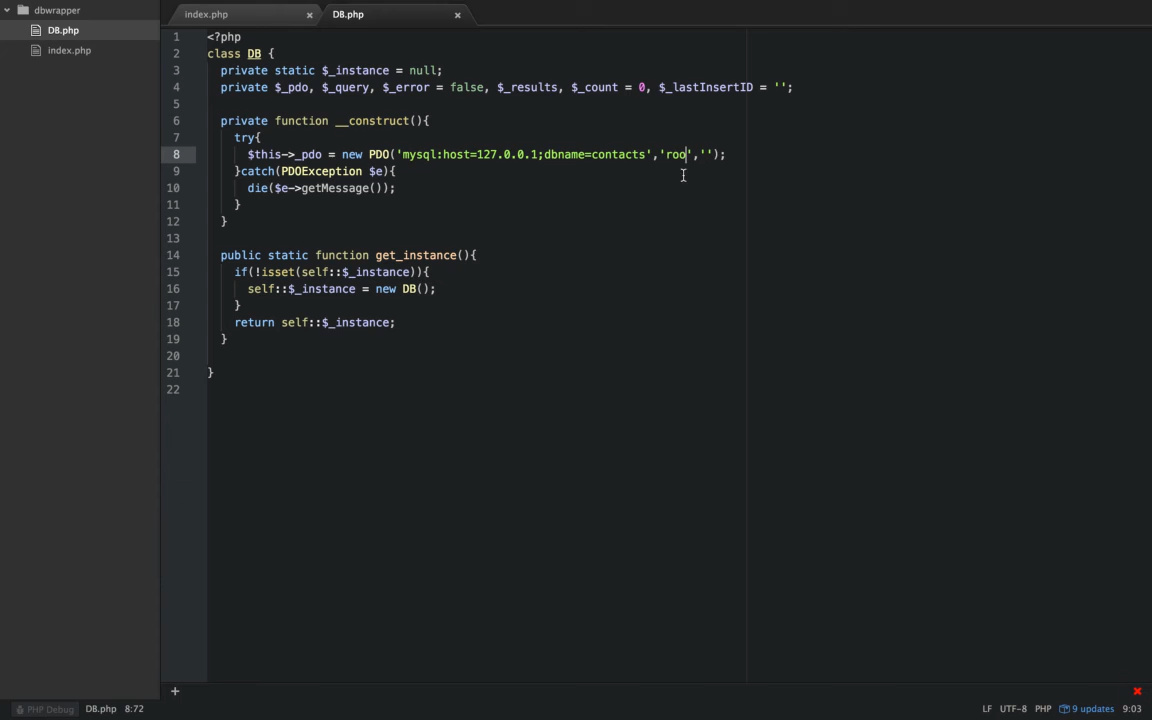 dbwrapper
DB.php
index.php
index.php
DB.php
1 <?php
2 class DB {
3 private static $_instance = null;
4 private $_pdo, $_query, $_error = false, $_results, $_count = 0, $_lastInsertID = '';
5
6 private function __construct(){
7 try{
8 $this->_pdo = new PDO('mysql:host=127.0.0.1;dbname=contacts','roo','');
9 }catch(PDOException $e){
10 die($e->getMessage());
11 }
12 }
13
14 public static function get_instance(){
15 if(!isset(self::$_instance)){
16 self::$_instance = new DB();
17 }
18 return self::$_instance;
19 }
20
21 }
22
PHP Debug DB.php 8:72 LF UTF-8 PHP 9 updates 9:03